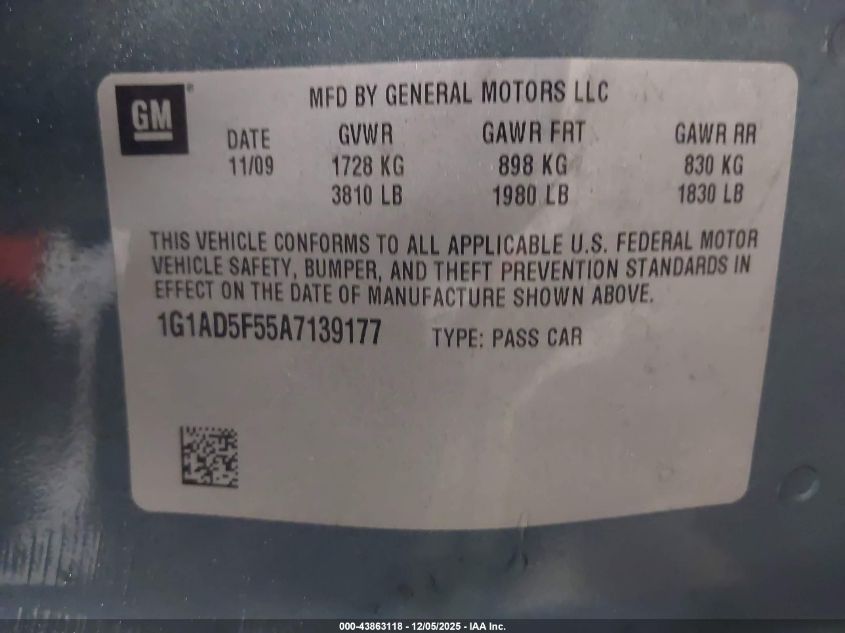 GM
®
MFD BY GENERAL MOTORS LLC
DATE GVWR GAWR FRT GAWR RR
11/09 1728 KG 898 KG 830 KG
3810 LB 1980 LB 1830 LB
THIS VEHICLE CONFORMS TO ALL APPLICABLE U.S. FEDERAL MOTOR
VEHICLE SAFETY, BUMPER, AND THEFT PREVENTION STANDARDS IN
EFFECT ON THE DATE OF MANUFACTURE SHOWN ABOVE.
1G1AD5F55A7139177 TYPE: PASS CAR
000-43863118 - 12/05/2025 - IAA Inc.